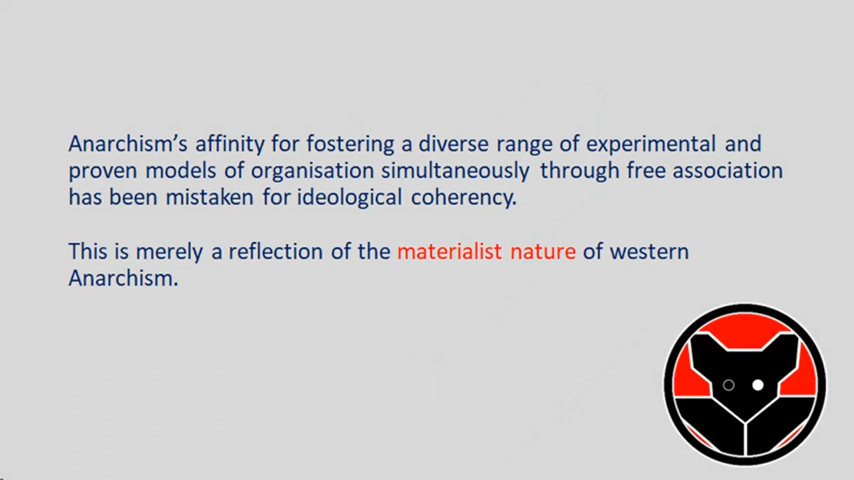 Anarchism's affinity for fostering a diverse range of experimental and
proven models of organisation simultaneously through free association
has been mistaken for ideological coherency.
This is merely a reflection of the materialist nature of western
Anarchism.